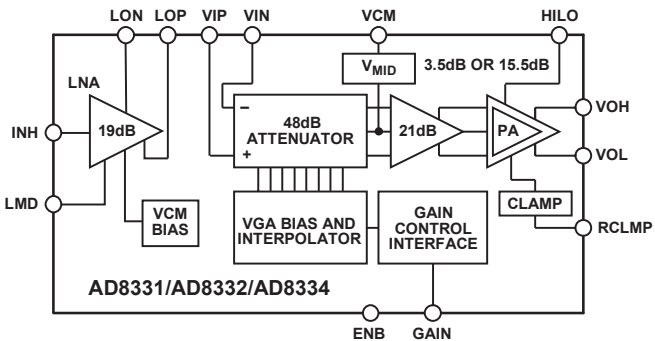 LON LOP VIP VIN VCM HILO
LNA
VMID
3.5dB OR 15.5dB
INH
19dB
–
+
48dB
ATTENUATOR
21dB
PA
VOH
VOL
LMD
VCM
BIAS
VGA BIAS AND
INTERPOLATOR
GAIN
CONTROL
INTERFACE
CLAMP
RCLMP
AD8331/AD8332/AD8334
ENB GAIN